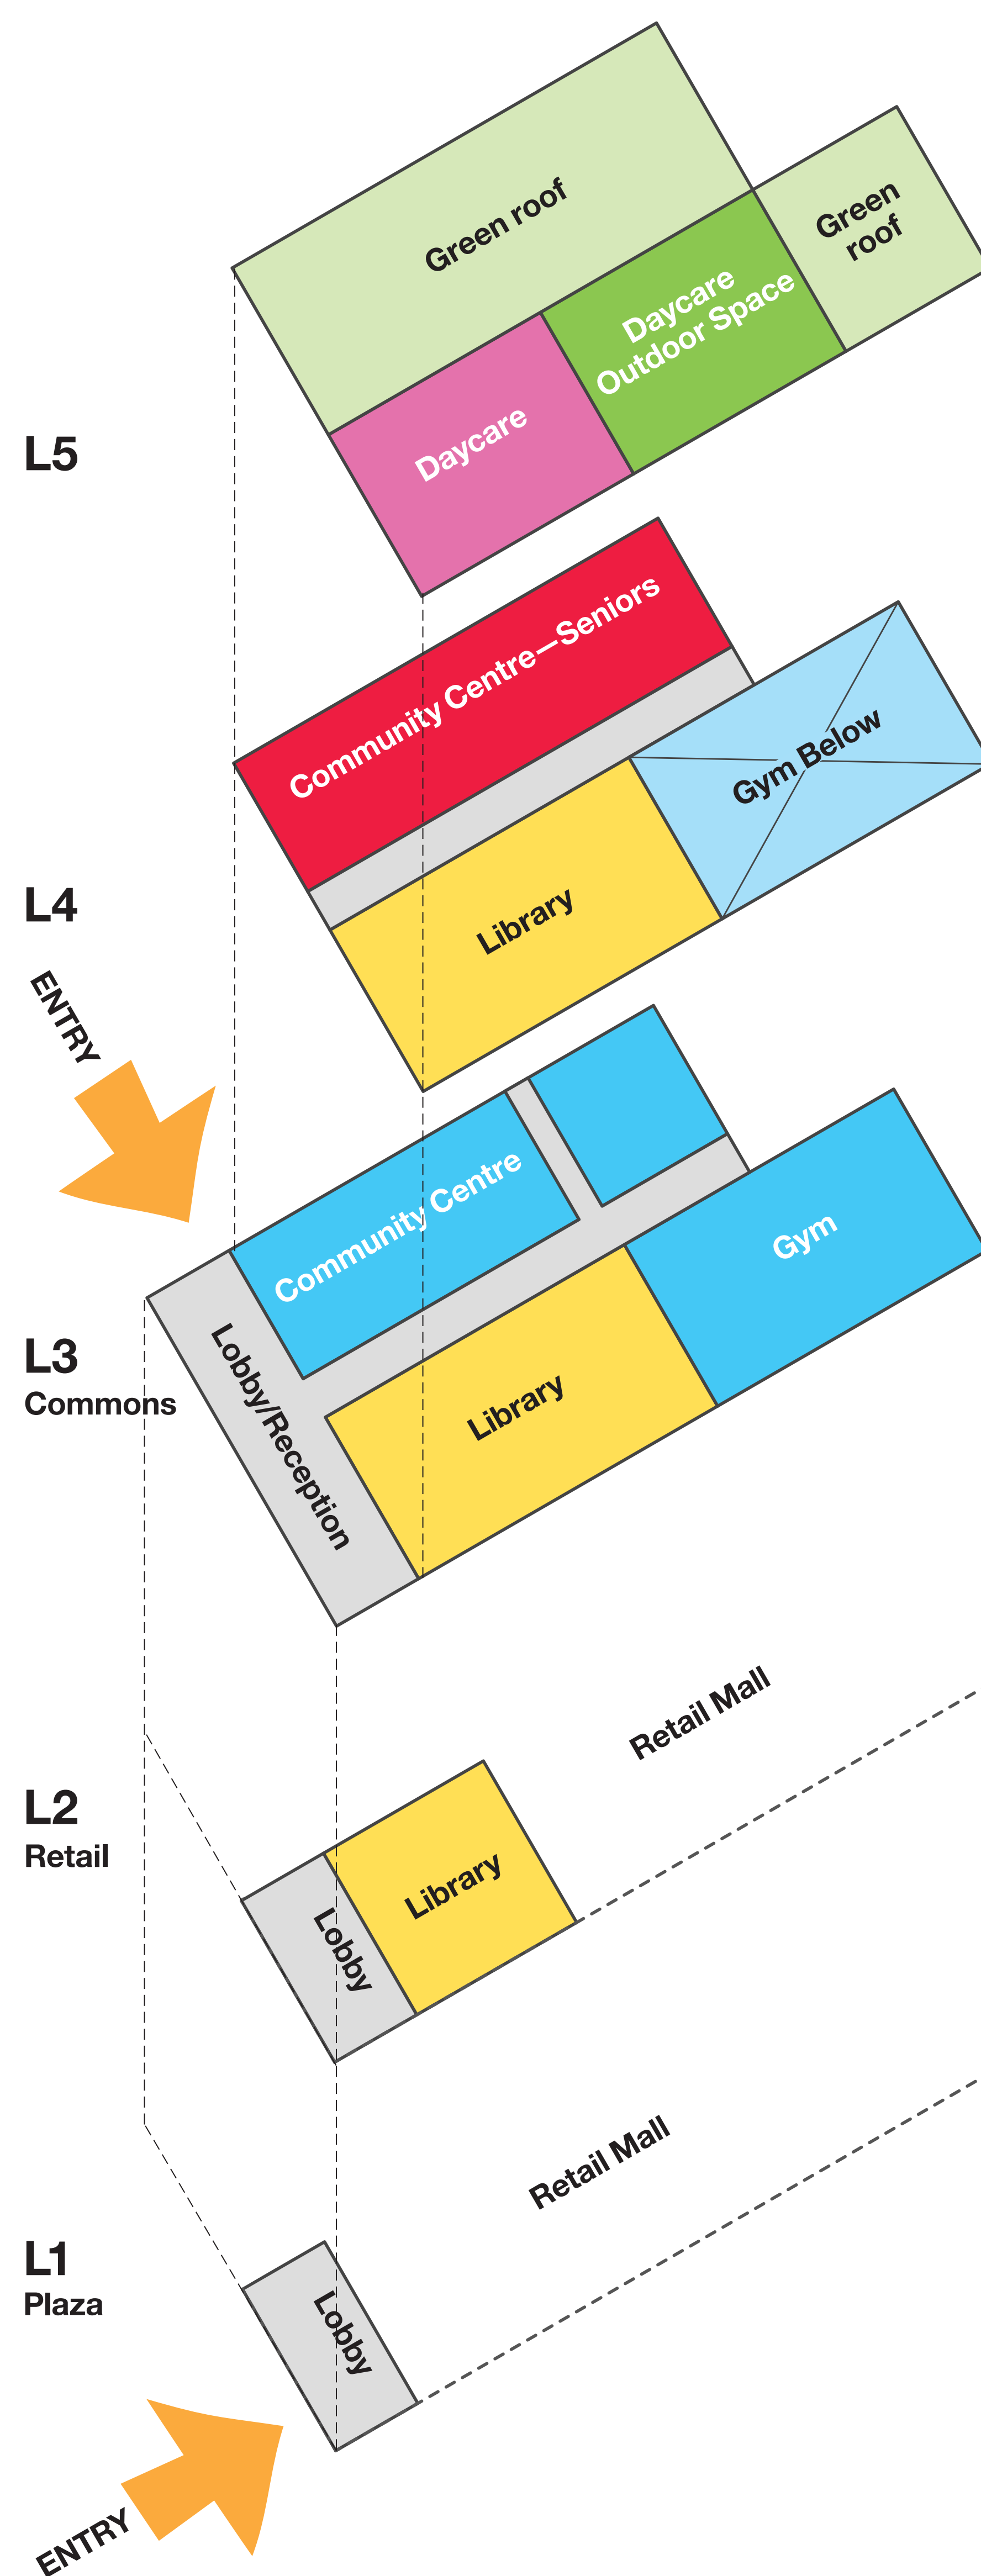 Green roof
Green
roof
Daycare
Outdoor Space
Daycare
L5
Community Centre—Seniors
Gym Below
Library
L4
ENTRY
Community Centre
Gym
Lobby/Reception
Library
L3
Commons
Retail Mall
L2
Retail
Library
Lobby
Retail Mall
L1
Plaza
Lobby
ENTRY